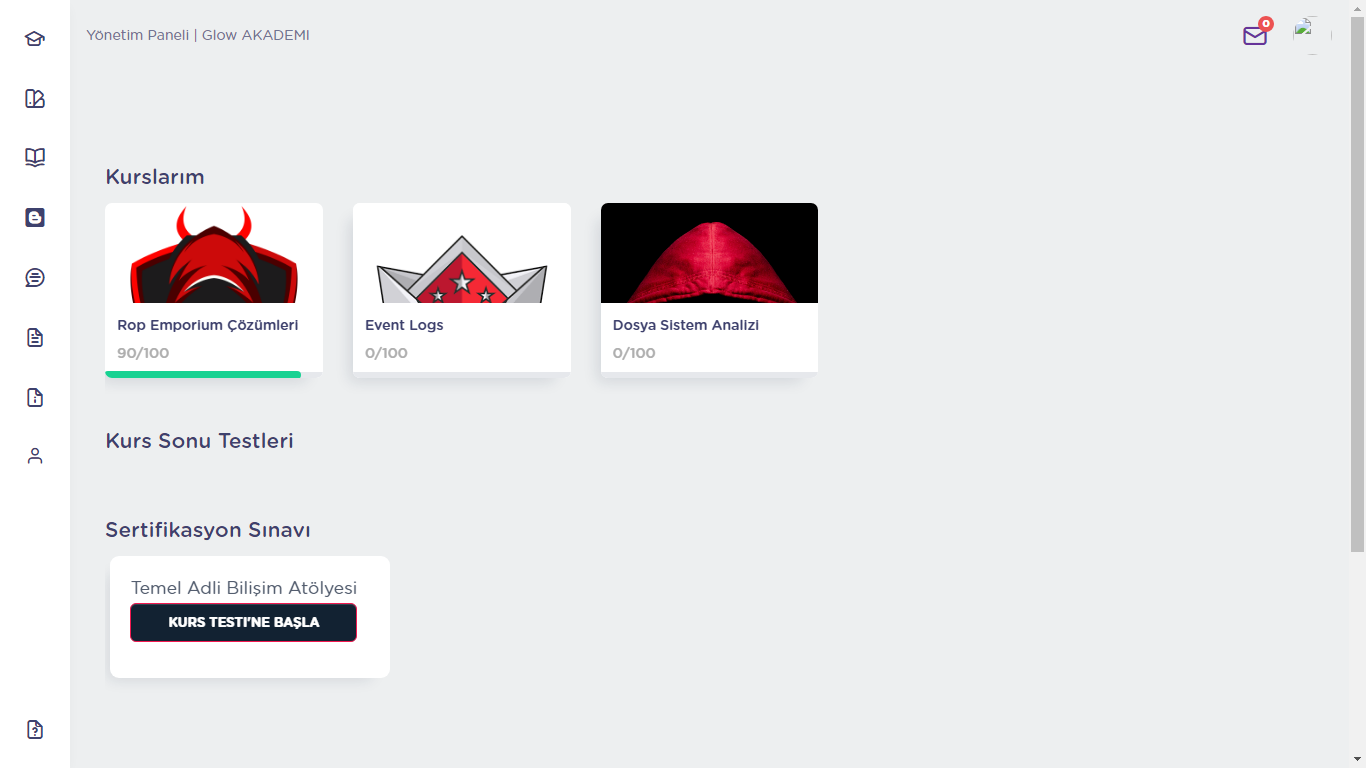 Yönetim Paneli | Glow AKADEMI
0
Kurslarım
Rop Emporium Çözümleri
90/100
Event Logs
0/100
Dosya Sistem Analizi
0/100
Kurs Sonu Testleri
Sertifikasyon Sınavı
Temel Adli Bilişim Atölyesi
KURS TESTI'NE BAŞLA